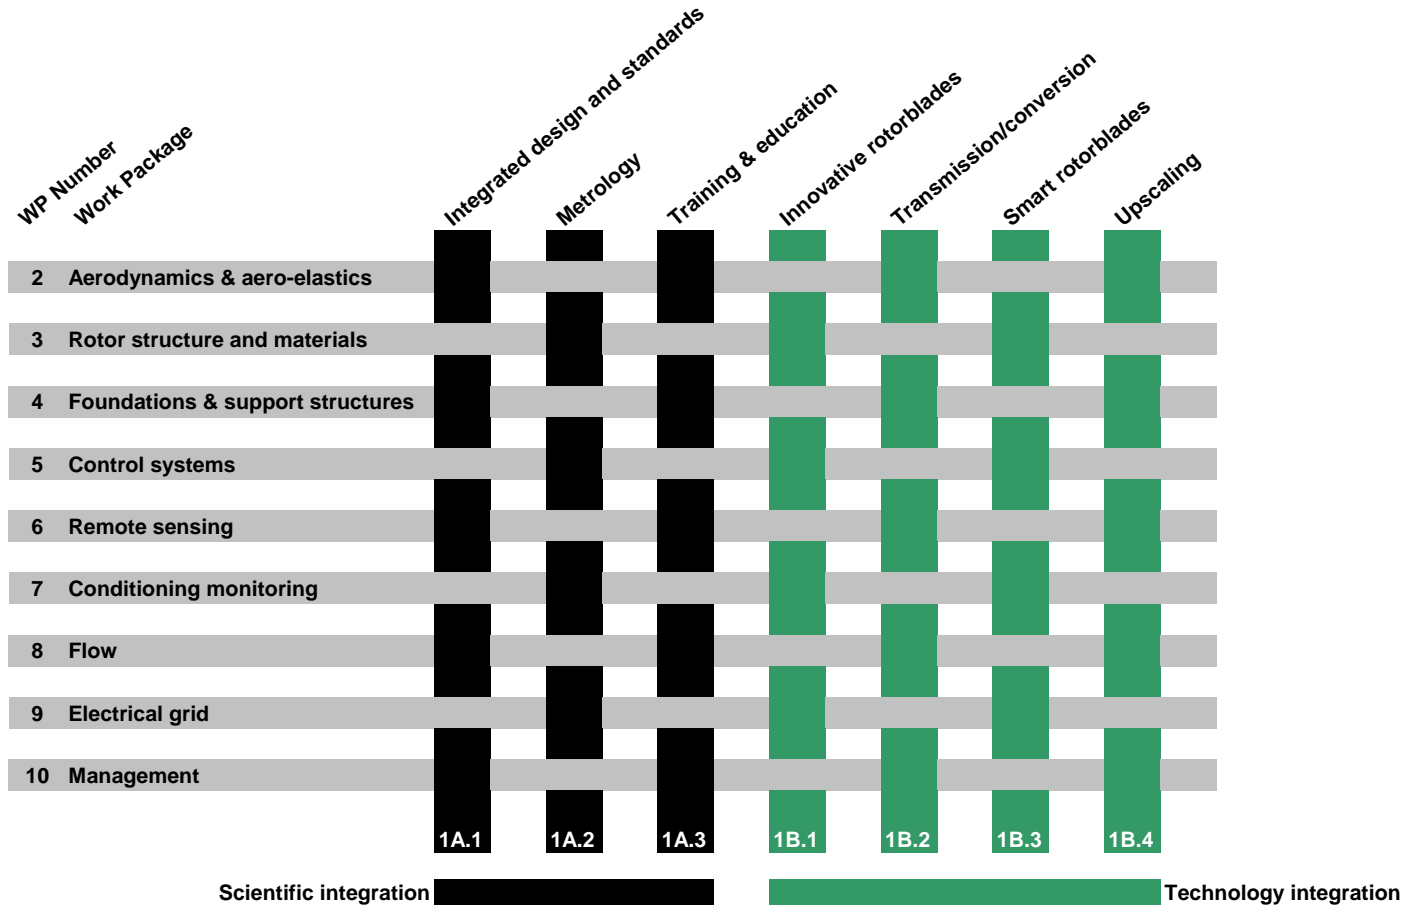 WP Number
Work Package
Integrated design and standards
Metrology
Training & education
Innovative rotorblades
Transmission/conversion
Smart rotorblades
Upscaling
2 Aerodynamics & aero-elastics
3 Rotor structure and materials
4 Foundations & support structures
5 Control systems
6 Remote sensing
7 Conditioning monitoring
8 Flow
9 Electrical grid
10 Management
1A.1 1A.2 1A.3 1B.1 1B.2 1B.3 1B.4
Scientific integration Technology integration